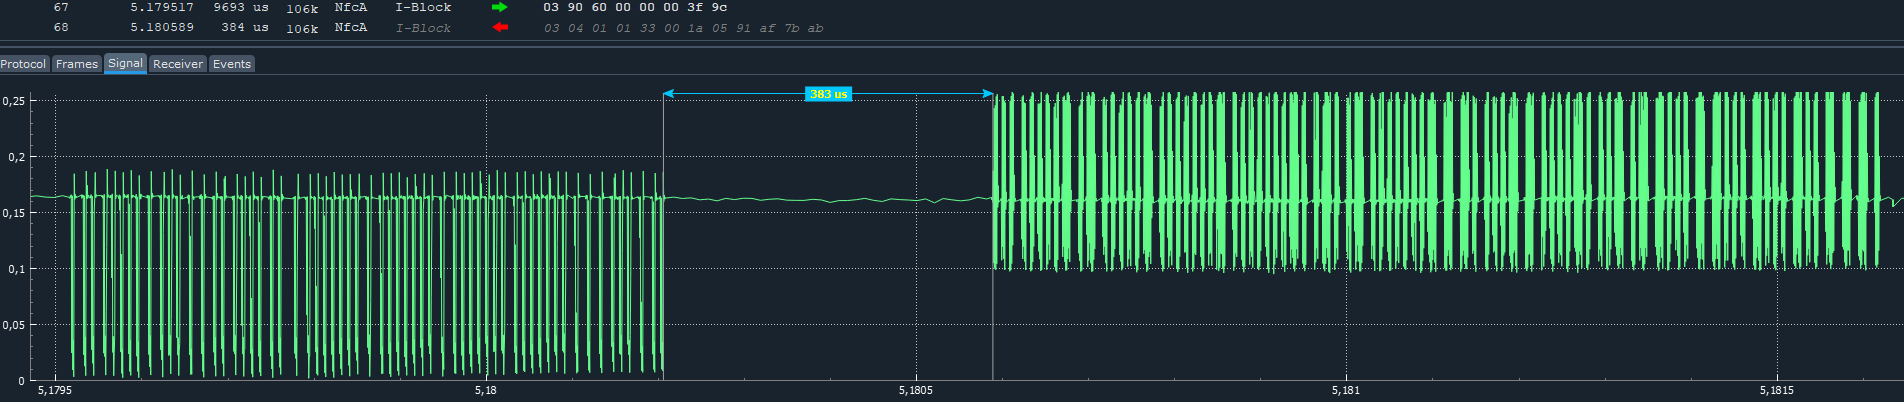 67 5.179517 9693 us 106k NfcA I-Block 03 90 60 00 00 00 3f 9c
68 5.180589 384 us 106k NfcA I-Block 03 04 01 01 33 00 1a 05 91 af 7b ab
Protocol Frames Signal Receiver Events
383 us
0,25
0,2
0,15
0,1
0,05
0
5,1795 5,18 5,1805 5,181 5,1815